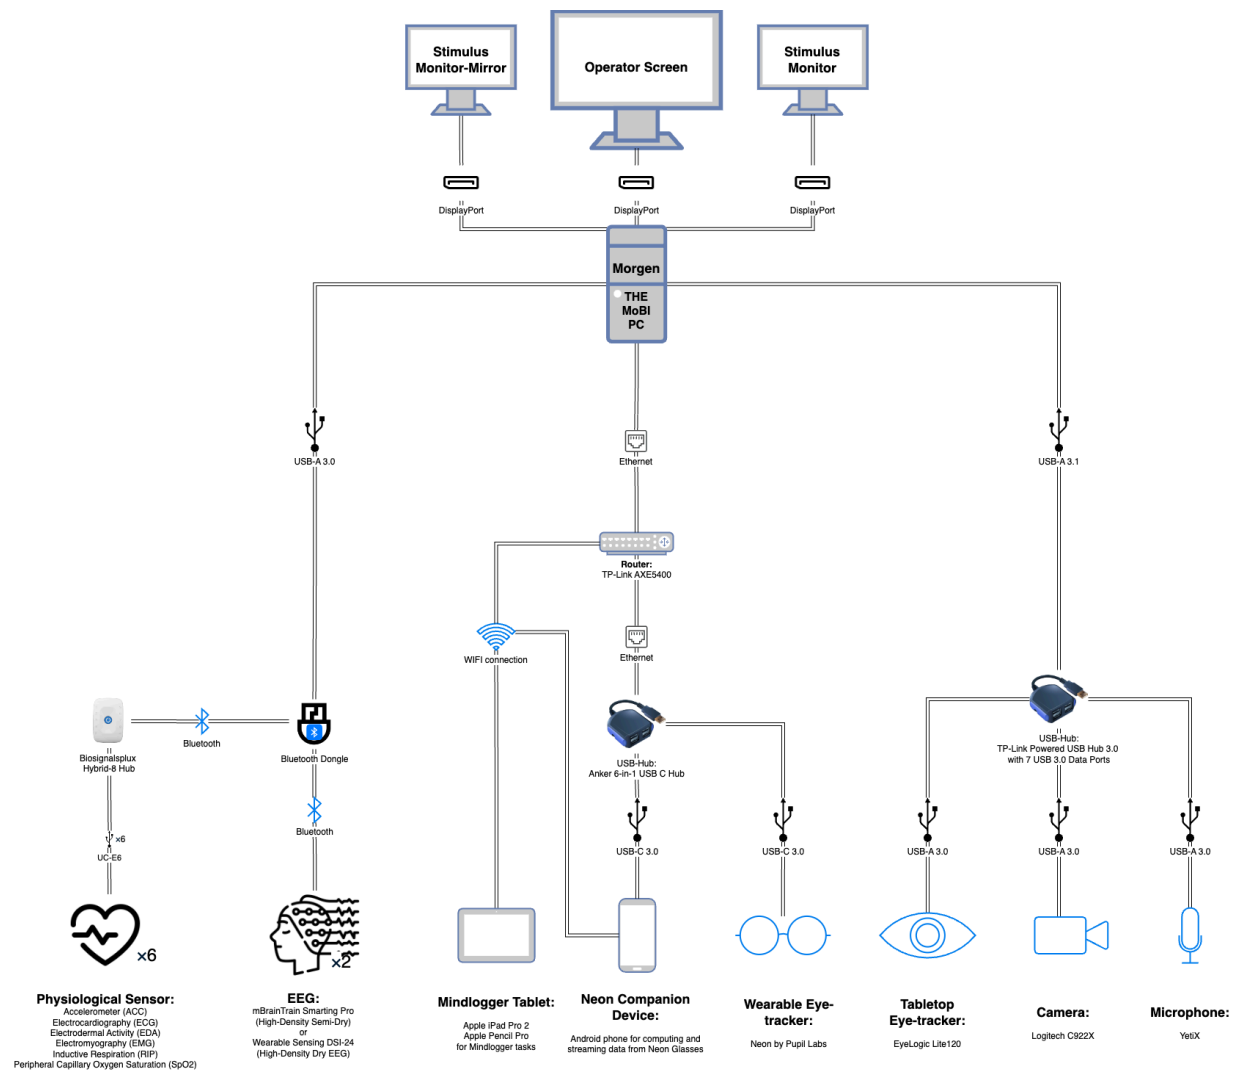 Stimulus
Monitor-Mirror
Operator Screen
Stimulus
Monitor
DisplayPort
DisplayPort
DisplayPort
Morgen
THE
MoBI
PC
USB-A 3.0
Ethernet
USB-A 3.1
Router:
TP-Link AXE5400
WIFI connection
Ethernet
Bluetooth
Biosignalsplux
Hybrid-8 Hub
Bluetooth Dongle
USB-Hub:
Anker 6-in-1 USB C Hub
USB-Hub:
TP-Link Powered USB Hub 3.0
with 7 USB 3.0 Data Ports
Bluetooth
×6
UC-E6
USB-C 3.0
USB-C 3.0
USB-A 3.0
USB-A 3.0
USB-A 3.0
×6
×2
Physiological Sensor:
Accelerometer (ACC)
Electrocardiography (ECG)
Electrodermal Activity (EDA)
Electromyography (EMG)
Inductive Respiration (RIP)
Peripheral Capillary Oxygen Saturation (SpO2)
EEG:
mBrainTrain Smarting Pro
(High-Density Semi-Dry)
or
Wearable Sensing DSI-24
(High-Density Dry EEG)
Mindlogger Tablet:
Apple iPad Pro 2
Apple Pencil Pro
for Mindlogger tasks
Neon Companion
Device:
Android phone for computing and
streaming data from Neon Glasses
Wearable Eye-
tracker:
Neon by Pupil Labs
Tabletop
Eye-tracker:
EyeLogic Lite120
Camera:
Logitech C922X
Microphone:
YetiX